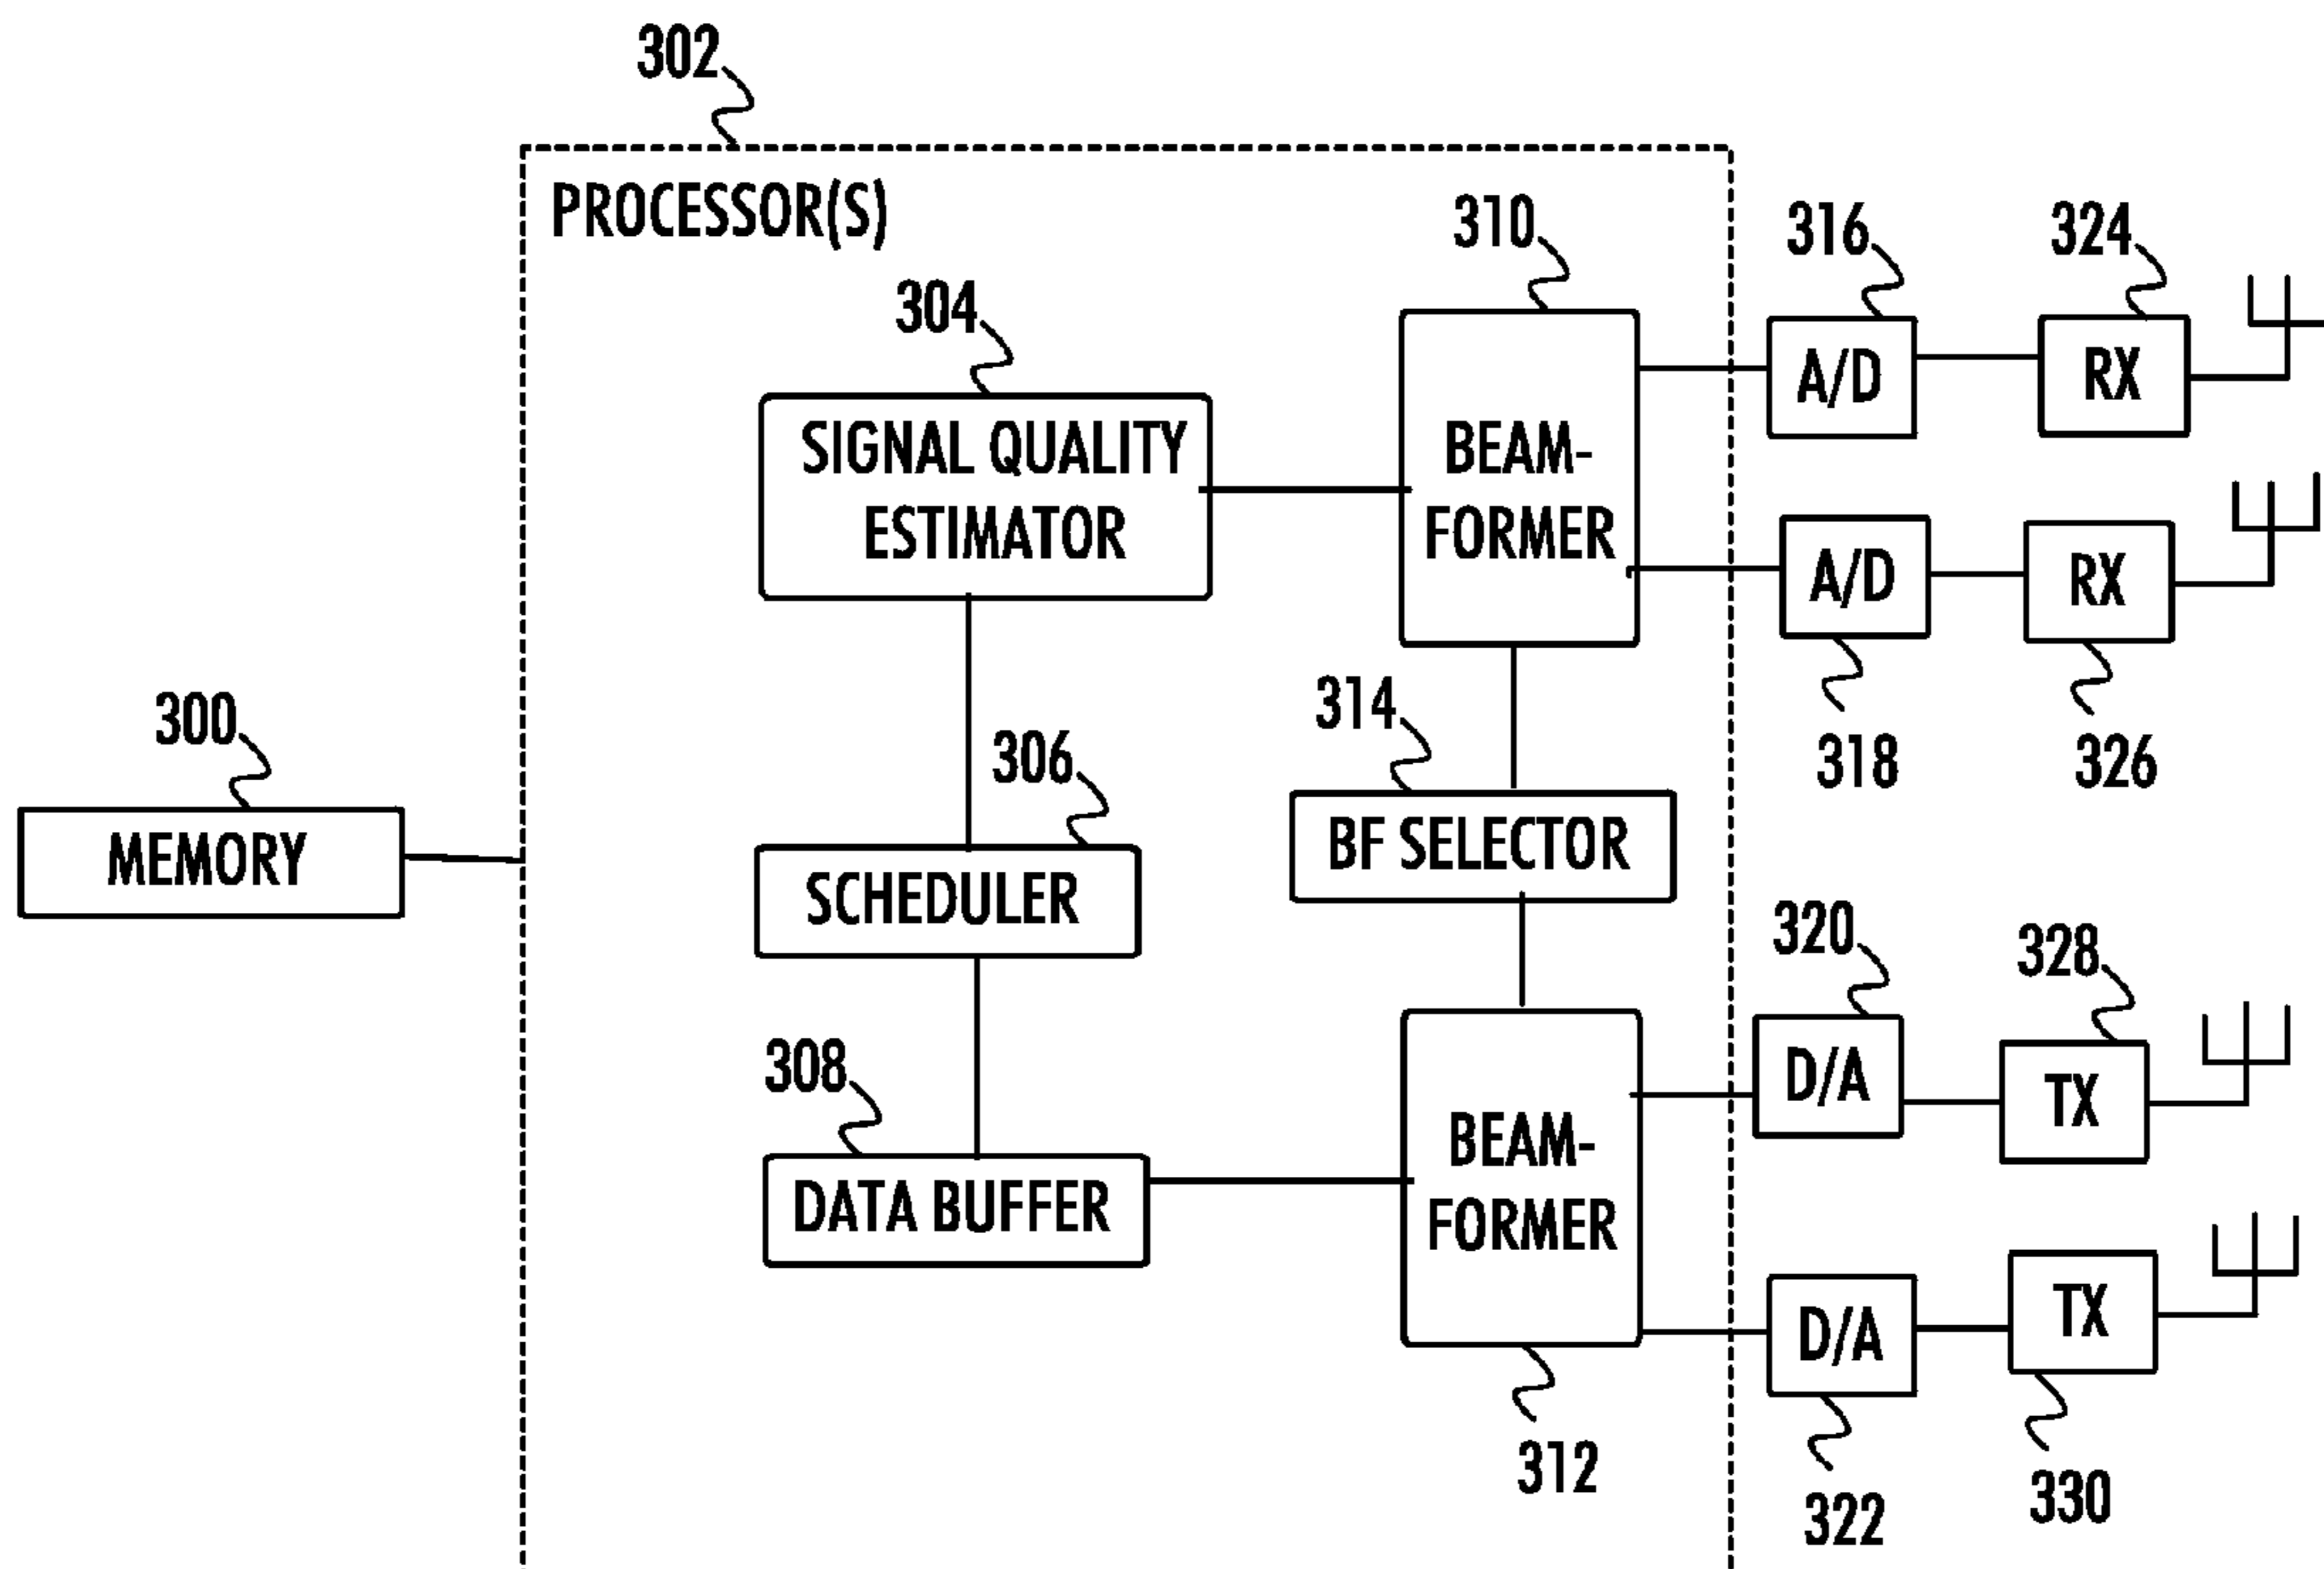 302
PROCESSOR(S)
310
316
324
304
A/D
RX
SIGNAL QUALITY
ESTIMATOR
BEAM-
FORMER
A/D
RX
314
300
306
318
326
MEMORY
SCHEDULER
BF SELECTOR
320
328
308
D/A
TX
DATA BUFFER
BEAM-
FORMER
D/A
TX
312
322
330